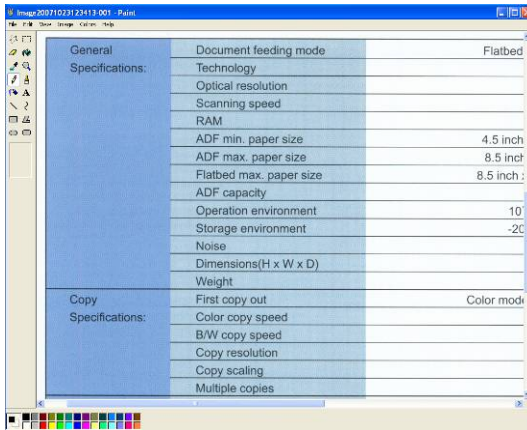 Image20071023123413-001 - Paint
File Edit View Image Colors Help
General Document feeding mode Flatbed
Specifications: Technology
Optical resolution
Scanning speed
RAM
ADF min. paper size 4.5 inch
ADF max. paper size 8.5 inch
Flatbed max. paper size 8.5 inch
ADF capacity
Operation environment 10
Storage environment -20
Noise
Dimensions(H x W x D)
Weight
Copy First copy out Color mode
Specifications: Color copy speed
B/W copy speed
Copy resolution
Copy scaling
Multiple copies